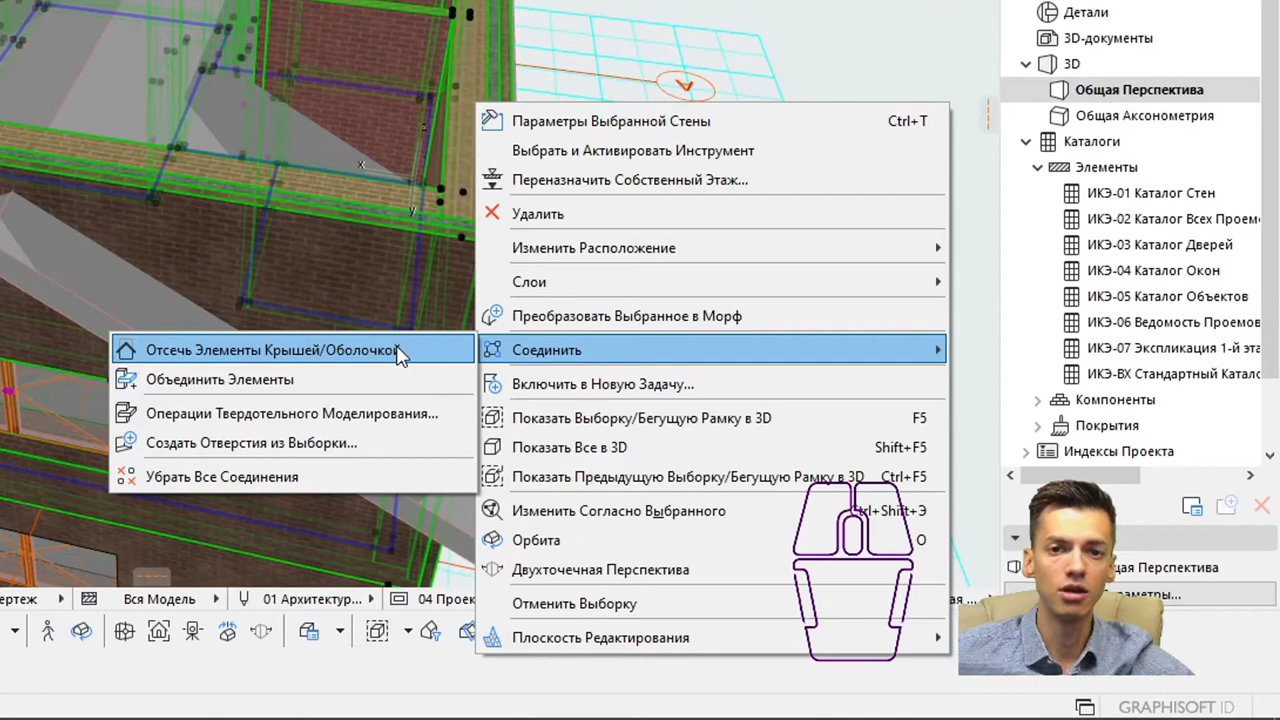 Детали
3D-документы
3D
Общая Перспектива
Общая Аксонометрия
Каталоги
Элементы
ИКЭ-01 Каталог Стен
ИКЭ-02 Каталог Всех Проем
ИКЭ-03 Каталог Дверей
ИКЭ-04 Каталог Окон
ИКЭ-05 Каталог Объектов
ИКЭ-06 Ведомость Проемов
ИКЭ-07 Экспликация 1-й эта
ИКЭ-ВХ Стандартный Катало
Компоненты
Покрытия
Индексы Проекта
Параметры Выбранной Стены Ctrl+T
Выбрать и Активировать Инструмент
Переназначить Собственный Этаж...
Удалить
Изменить Расположение
Слои
Преобразовать Выбранное в Морф
Соединить
Включить в Новую Задачу...
Показать Выборку/Бегущую Рамку в 3D F5
Показать Все в 3D Shift+F5
Показать Предыдущую Выборку/Бегущую Рамку в 3D Ctrl+F5
Изменить Согласно Выбранного Ctrl+Shift+Э
Орбита O
Двухточечная Перспектива
Отменить Выборку
Плоскость Редактирования
Отсечь Элементы Крышей/Оболочкой
Объединить Элементы
Операции Твердотельного Моделирования...
Создать Отверстия из Выборки...
Убрать Все Соединения
x
y
z
щая Перспектива
араметры...
ертеж
Вся Модель
01 Архитектур...
04 Проек
ая ...
GRAPHISOFT ID